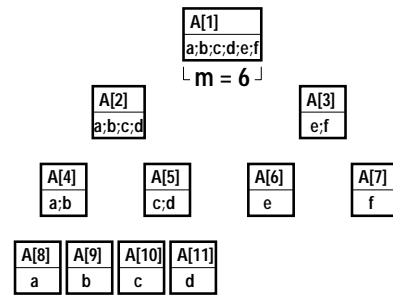 A[1]
a;b;c;d;e;f
m = 6
A[2]
a;b;c;d
A[3]
e;f
A[4]
a;b
A[5]
c;d
A[6]
e
A[7]
f
A[8]
a
A[9]
b
A[10]
c
A[11]
d